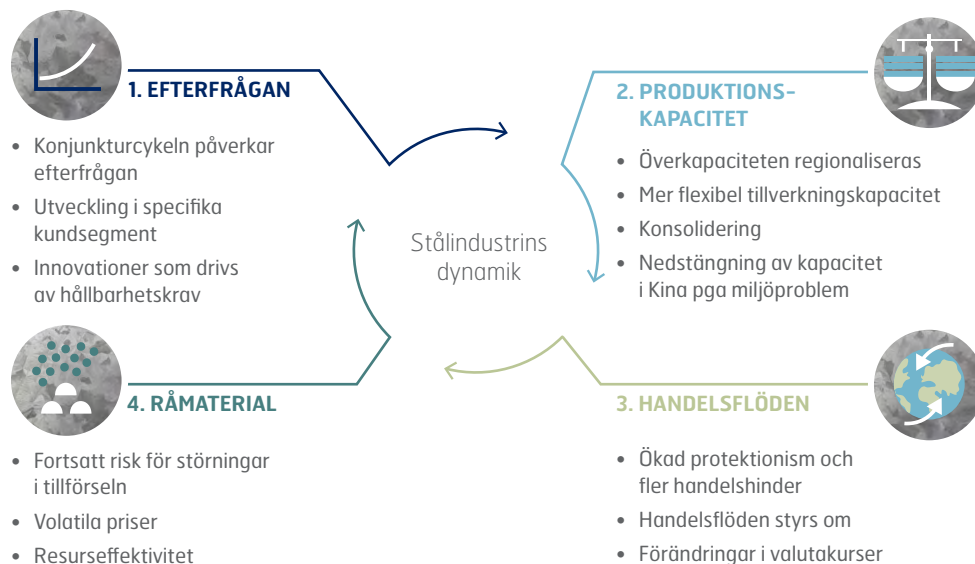 1. EFTERFRÅGAN
• Konjunkturcykeln påverkar
efterfrågan
• Utveckling i specifika
kundsegment
• Innovationer som drivs
av hållbarhetskrav
2. PRODUKTIONS-
KAPACITET
• Överkapaciteten regionaliseras
• Mer flexibel tillverkningskapacitet
• Konsolidering
• Nedstängning av kapacitet
i Kina pga miljöproblem
Stålindustrins
dynamik
3. HANDELSFLÖDEN
• Ökad protektionism och
fler handelshinder
• Handelsflöden styrs om
• Förändringar i valutakurser
4. RÅMATERIAL
• Fortsatt risk för störningar
i tillförseln
• Volatila priser
• Resurseffektivitet